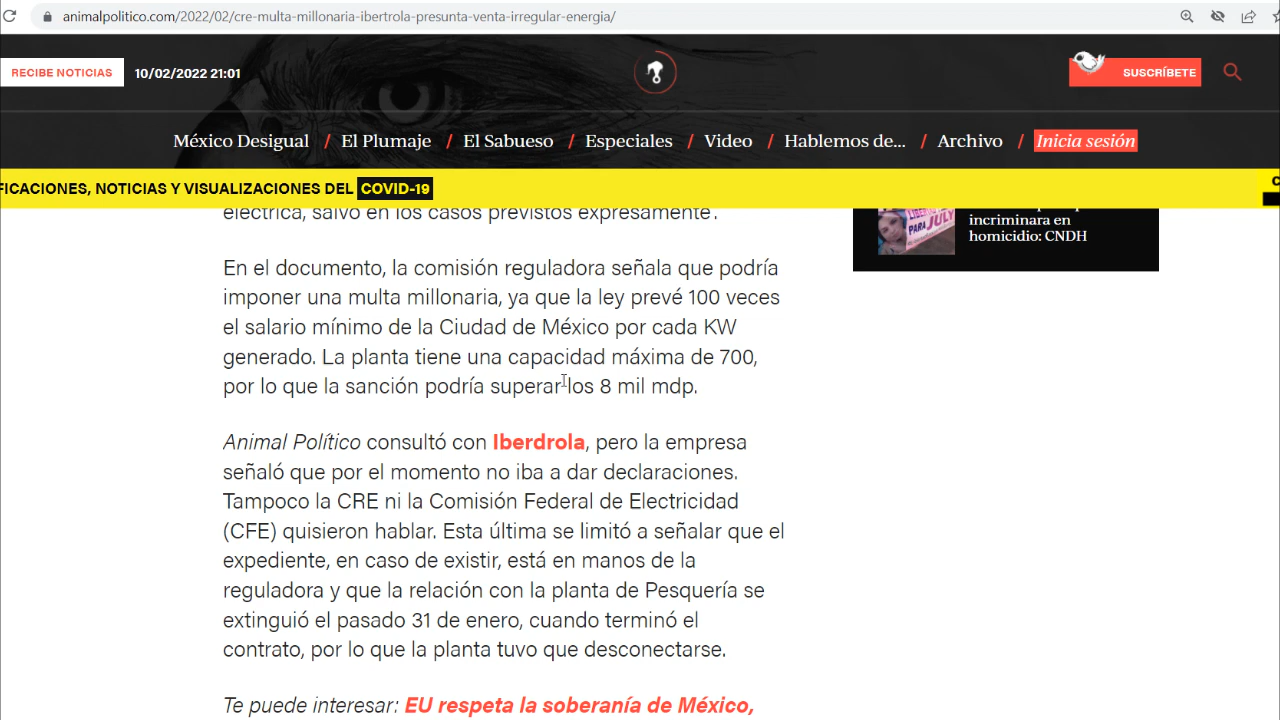 animalpolitico.com/2022/02/cre-multa-millonaria-ibertrola-presunta-venta-irregular-energia/
RECIBE NOTICIAS
10/02/2022 21:01
SUSCRÍBETE
México Desigual / El Plumaje / El Sabueso / Especiales / Video / Hablemos de... / Archivo / Inicia sesión
FICACIONES, NOTICIAS Y VISUALIZACIONES DEL COVID-19
eléctrica, salvo en los casos previstos expresamente”.
En el documento, la comisión reguladora señala que podría
imponer una multa millonaria, ya que la ley prevé 100 veces
el salario mínimo de la Ciudad de México por cada KW
generado. La planta tiene una capacidad máxima de 700,
por lo que la sanción podría superar los 8 mil mdp.
Animal Político consultó con Iberdrola, pero la empresa
señaló que por el momento no iba a dar declaraciones.
Tampoco la CRE ni la Comisión Federal de Electricidad
(CFE) quisieron hablar. Esta última se limitó a señalar que el
expediente, en caso de existir, está en manos de la
reguladora y que la relación con la planta de Pesquería se
extinguió el pasado 31 de enero, cuando terminó el
contrato, por lo que la planta tuvo que desconectarse.
Te puede interesar: EU respeta la soberanía de México,
PARA JULY
incriminara en
homicidio: CNDH